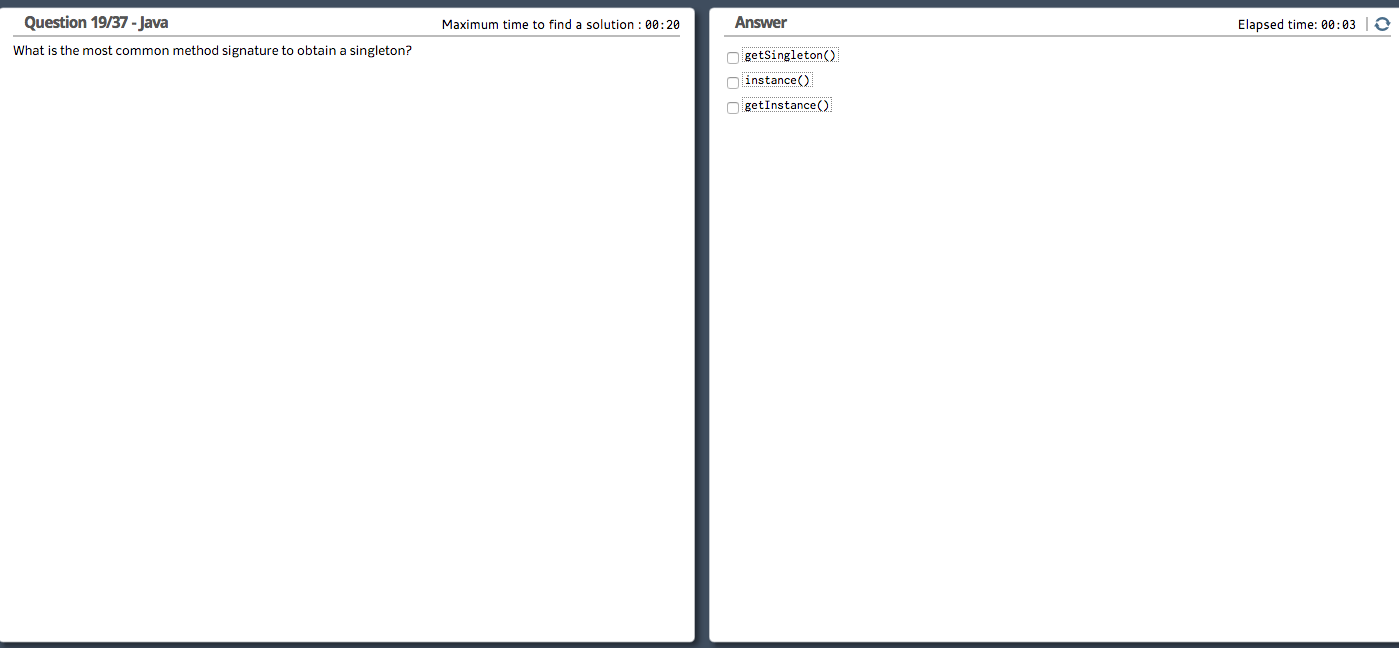 Question 19/37 - Java
Maximum time to find a solution : 00:20
What is the most common method signature to obtain a singleton?
Answer
Elapsed time: 00:03
getSingleton()
instance()
getInstance()